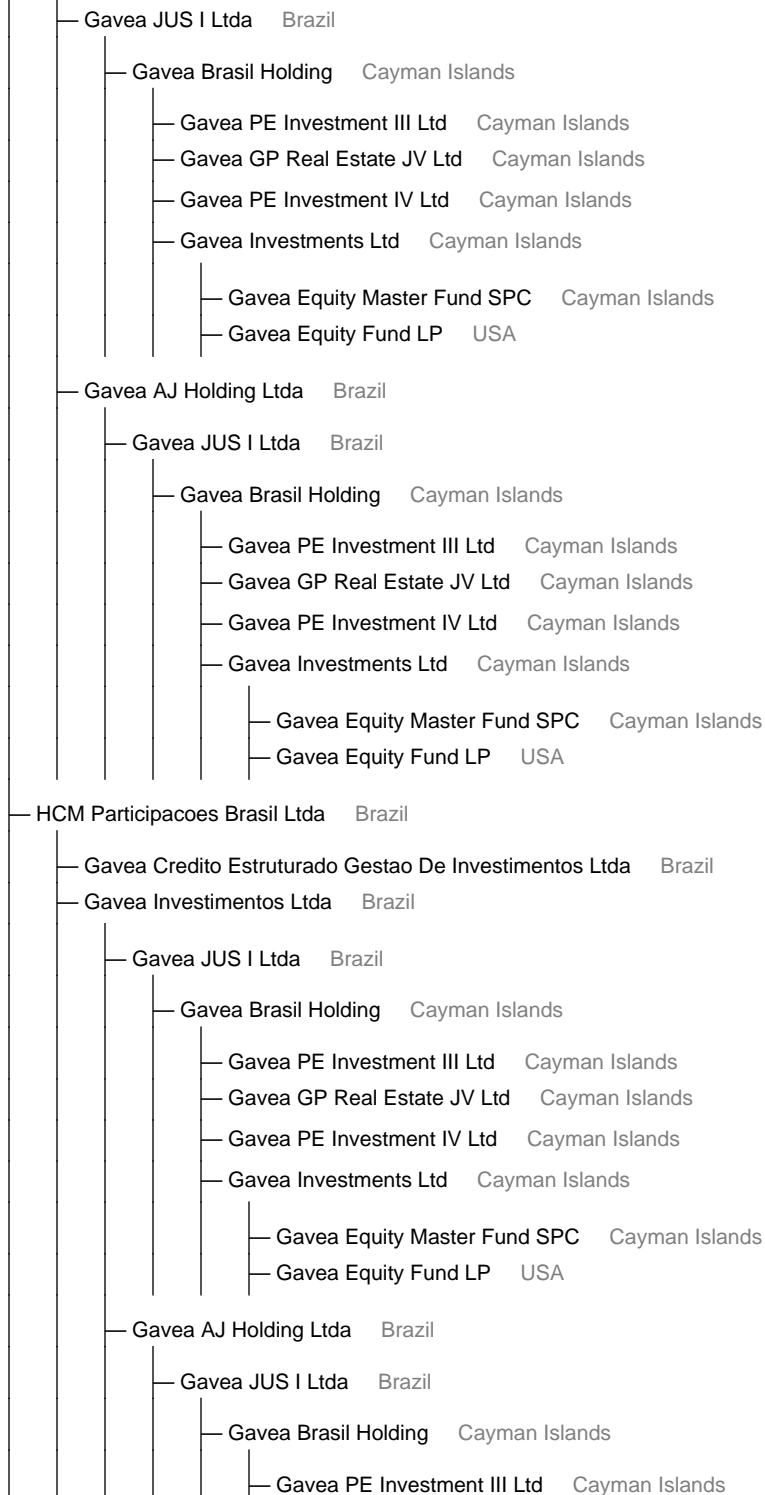 Gavea JUS I Ltda Brazil
Gavea Brasil Holding Cayman Islands
Gavea PE Investment III Ltd Cayman Islands
Gavea GP Real Estate JV Ltd Cayman Islands
Gavea PE Investment IV Ltd Cayman Islands
Gavea Investments Ltd Cayman Islands
Gavea Equity Master Fund SPC Cayman Islands
Gavea Equity Fund LP USA
Gavea AJ Holding Ltda Brazil
Gavea JUS I Ltda Brazil
Gavea Brasil Holding Cayman Islands
Gavea PE Investment III Ltd Cayman Islands
Gavea GP Real Estate JV Ltd Cayman Islands
Gavea PE Investment IV Ltd Cayman Islands
Gavea Investments Ltd Cayman Islands
Gavea Equity Master Fund SPC Cayman Islands
Gavea Equity Fund LP USA
HCM Participacoes Brasil Ltda Brazil
Gavea Credito Estruturado Gestao De Investimentos Ltda Brazil
Gavea Investimentos Ltda Brazil
Gavea JUS I Ltda Brazil
Gavea Brasil Holding Cayman Islands
Gavea PE Investment III Ltd Cayman Islands
Gavea GP Real Estate JV Ltd Cayman Islands
Gavea PE Investment IV Ltd Cayman Islands
Gavea Investments Ltd Cayman Islands
Gavea Equity Master Fund SPC Cayman Islands
Gavea Equity Fund LP USA
Gavea AJ Holding Ltda Brazil
Gavea JUS I Ltda Brazil
Gavea Brasil Holding Cayman Islands
Gavea PE Investment III Ltd Cayman Islands